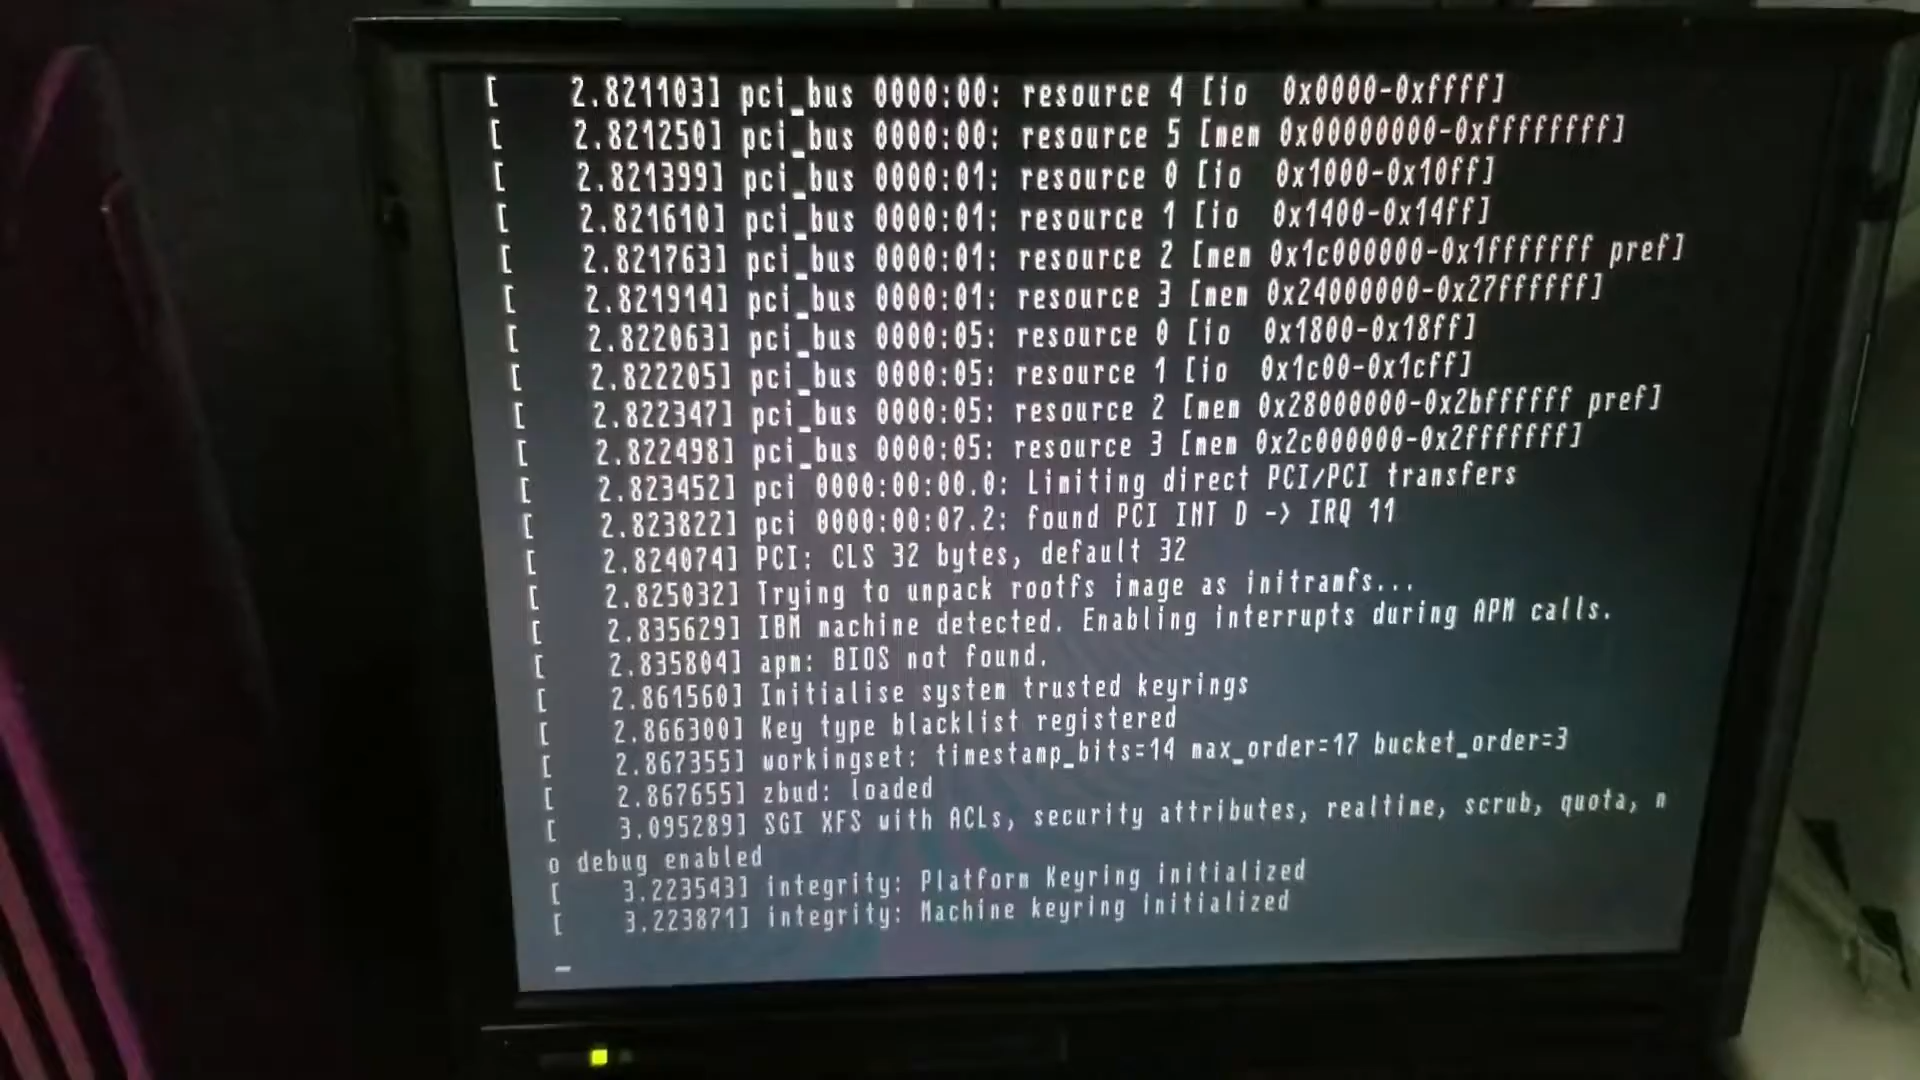 [    2.821103] pci_bus 0000:00: resource 4 [io  0x0000-0xffff]
[    2.821250] pci_bus 0000:00: resource 5 [mem 0x00000000-0xffffffff]
[    2.821399] pci_bus 0000:01: resource 0 [io  0x1000-0x10ff]
[    2.821610] pci_bus 0000:01: resource 1 [io  0x1400-0x14ff]
[    2.821763] pci_bus 0000:01: resource 2 [mem 0x1c000000-0x1fffffff pref]
[    2.821914] pci_bus 0000:01: resource 3 [mem 0x24000000-0x27ffffff]
[    2.822063] pci_bus 0000:05: resource 0 [io  0x1800-0x18ff]
[    2.822205] pci_bus 0000:05: resource 1 [io  0x1c00-0x1cff]
[    2.822347] pci_bus 0000:05: resource 2 [mem 0x28000000-0x2bffffff pref]
[    2.822498] pci_bus 0000:05: resource 3 [mem 0x2c000000-0x2fffffff]
[    2.823452] pci 0000:00:00.0: Limiting direct PCI/PCI transfers
[    2.823822] pci 0000:00:07.2: found PCI INT D -> IRQ 11
[    2.824074] PCI: CLS 32 bytes, default 32
[    2.825032] Trying to unpack rootfs image as initramfs...
[    2.835629] IBM machine detected. Enabling interrupts during APM calls.
[    2.835804] apm: BIOS not found.
[    2.861560] Initialise system trusted keyrings
[    2.866300] Key type blacklist registered
[    2.867355] workingset: timestamp_bits=14 max_order=17 bucket_order=3
[    2.867655] zbud: loaded
[    3.095289] SGI XFS with ACLs, security attributes, realtime, scrub, quota, n
o debug enabled
[    3.223543] integrity: Platform Keyring initialized
[    3.223871] integrity: Machine keyring initialized
_